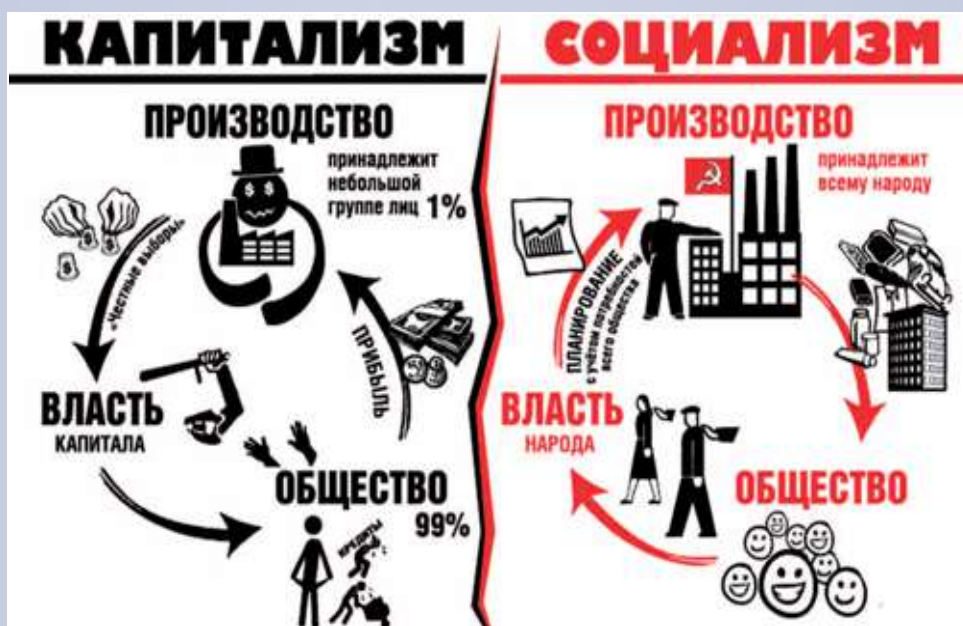 КАПИТАЛИЗМ
ПРОИЗВОДСТВО
принадлежит
небольшой
группе лиц 1%
«Честные выборы»
ПРИБЫЛЬ
ВЛАСТЬ
КАПИТАЛА
ОБЩЕСТВО
99%
КРЕДИТЫ
СОЦИАЛИЗМ
ПРОИЗВОДСТВО
принадлежит
всему народу
ПЛАНИРОВАНИЕ
с учётом потребностей
всего общества
ВЛАСТЬ
НАРОДА
ОБЩЕСТВО